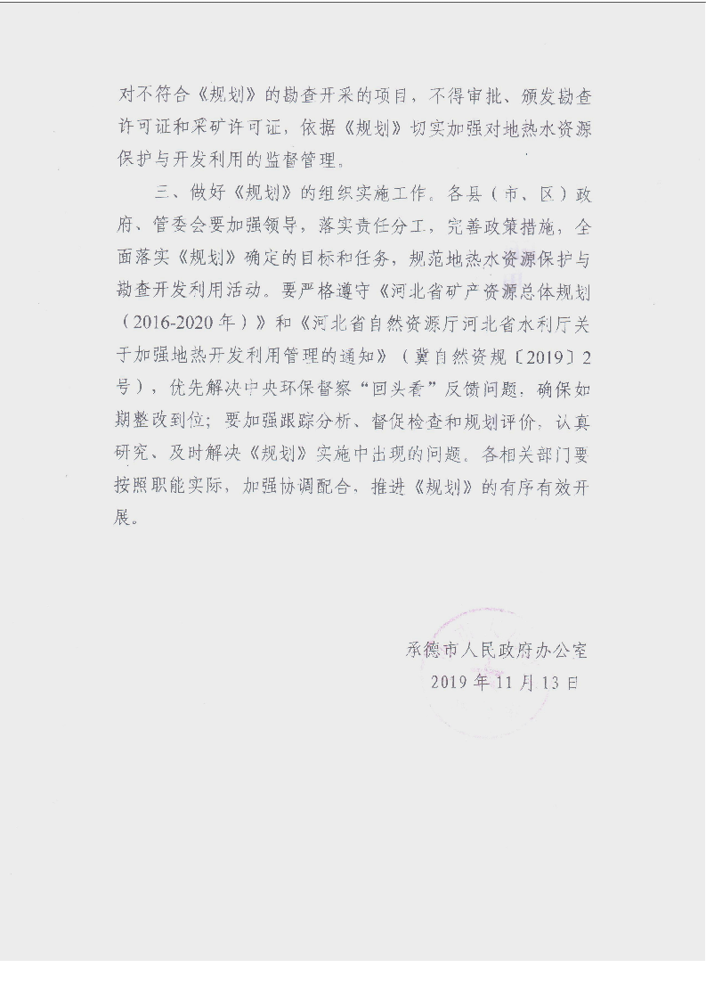 对不符合《规划》的勘查开采的项目，不得审批、颁发勘查
许可证和采矿许可证，依据《规划》切实加强对地热水资源
保护与开发利用的监督管理。
三、做好《规划》的组织实施工作。各县（市、区）政
府、管委会要加强领导，落实责任分工，完善政策措施，全
面落实《规划》确定的目标和任务，规范地热水资源保护与
勘查开发利用活动。要严格遵守《河北省矿产资源总体规划
（2016-2020 年）》和《河北省自然资源厅河北省水利厅关
于加强地热开发利用管理的通知》（冀自然资规〔2019〕2
号），优先解决中央环保督察“回头看”反馈问题，确保如
期整改到位；要加强跟踪分析、督促检查和规划评价，认真
研究、及时解决《规划》实施中出现的问题。各相关部门要
按照职能实际，加强协调配合，推进《规划》的有序有效开
展。
承德市人民政府办公室
2019 年 11 月 13 日